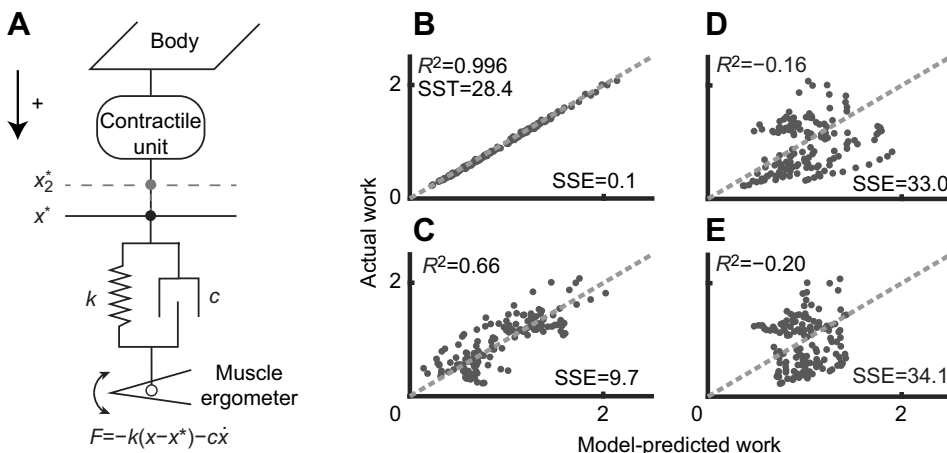 A
Body
+
Contractile
unit
x₂*
x*
k
c
Muscle
ergometer
F=−k(x−x*)−cẋ
B
R²=0.996
SST=28.4
SSE=0.1
2
0
D
R²=−0.16
SSE=33.0
Actual work
C
R²=0.66
SSE=9.7
2
0
2
E
R²=−0.20
SSE=34.1
0
2
Model-predicted work